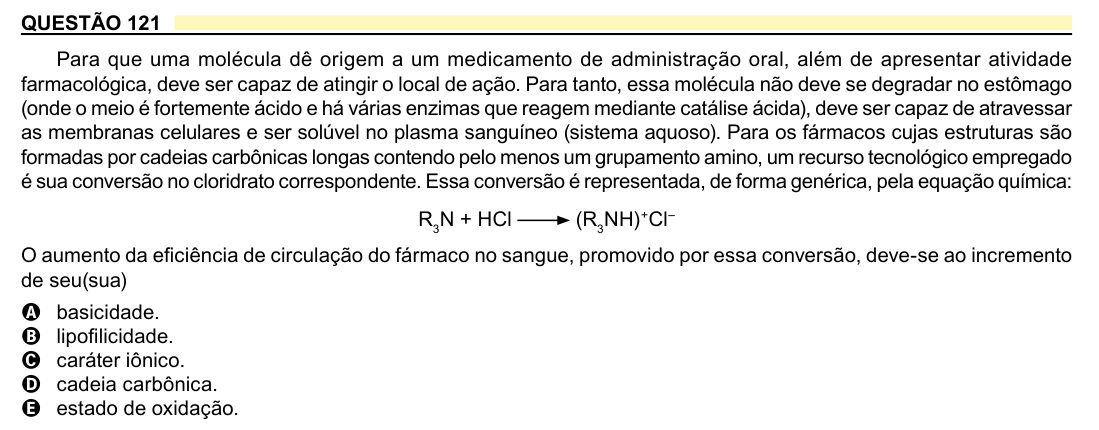 QUESTÃO 121
Para que uma molécula dê origem a um medicamento de administração oral, além de apresentar atividade
farmacológica, deve ser capaz de atingir o local de ação. Para tanto, essa molécula não deve se degradar no estômago
(onde o meio é fortemente ácido e há várias enzimas que reagem mediante catálise ácida), deve ser capaz de atravessar
as membranas celulares e ser solúvel no plasma sanguíneo (sistema aquoso). Para os fármacos cujas estruturas são
formadas por cadeias carbônicas longas contendo pelo menos um grupamento amino, um recurso tecnológico empregado
é sua conversão no cloridrato correspondente. Essa conversão é representada, de forma genérica, pela equação química:
R₃N + HCl ⟶ (R₃NH)⁺Cl⁻
O aumento da eficiência de circulação do fármaco no sangue, promovido por essa conversão, deve-se ao incremento
de seu(sua)
A basicidade.
B lipofilicidade.
C caráter iônico.
D cadeia carbônica.
E estado de oxidação.